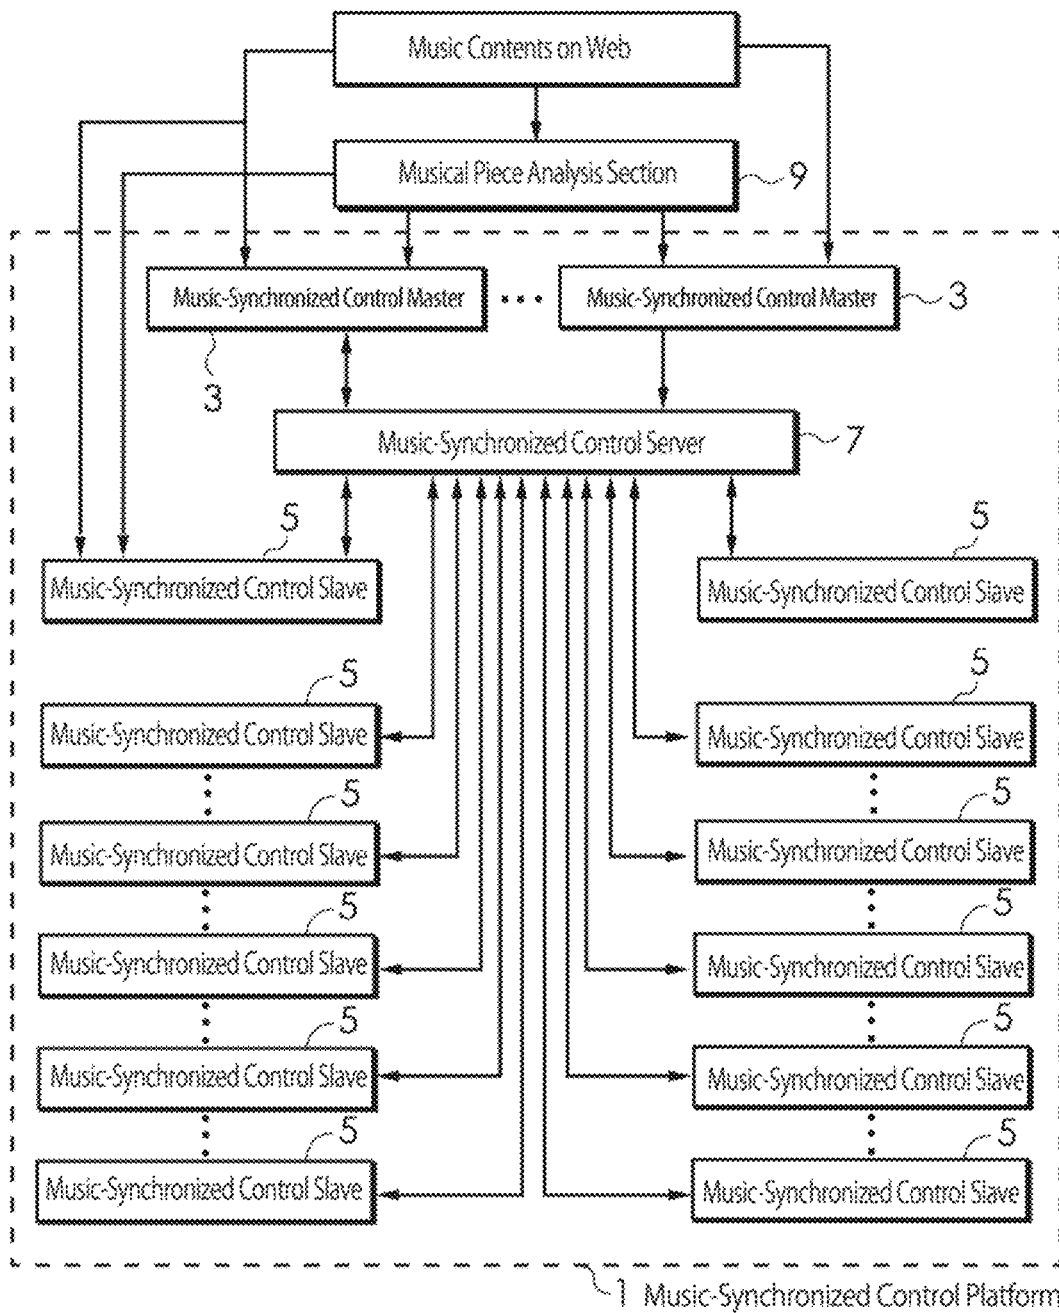 Music Contents on Web
Musical Piece Analysis Section
9
Music-Synchronized Control Master
Music-Synchronized Control Master
3
3
Music-Synchronized Control Server
7
5
5
Music-Synchronized Control Slave
Music-Synchronized Control Slave
5
5
Music-Synchronized Control Slave
Music-Synchronized Control Slave
5
5
Music-Synchronized Control Slave
Music-Synchronized Control Slave
5
5
Music-Synchronized Control Slave
Music-Synchronized Control Slave
5
5
Music-Synchronized Control Slave
Music-Synchronized Control Slave
5
5
Music-Synchronized Control Slave
Music-Synchronized Control Slave
1 Music-Synchronized Control Platform